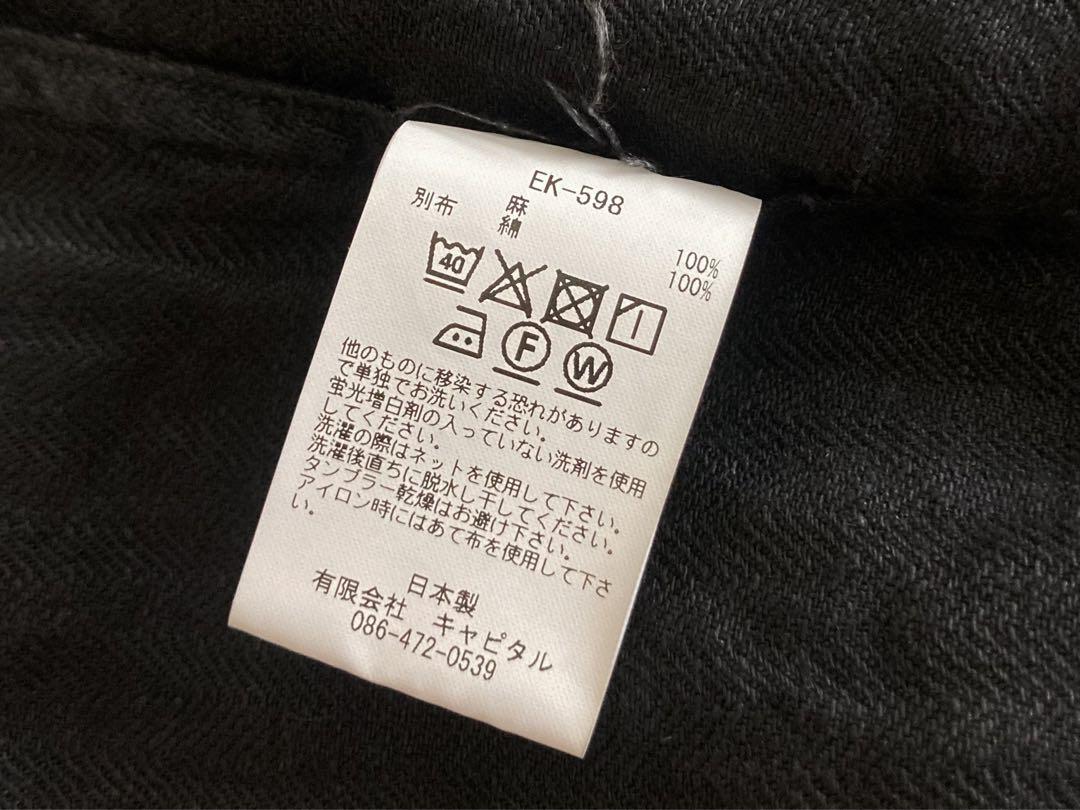 EK-598
麻 100%
別布 綿 100%
40
F W
他のものに移染する恐れがありますの
で単独でお洗いください。
蛍光増白剤の入っていない洗剤を使用
してください。
洗濯の際はネットを使用して下さい。
洗濯後直ちに脱水し干してください。
タンブラー乾燥はお避け下さい。
アイロン時にはあて布を使用して下さ
い。
日本製
有限会社 キャピタル
086-472-0539